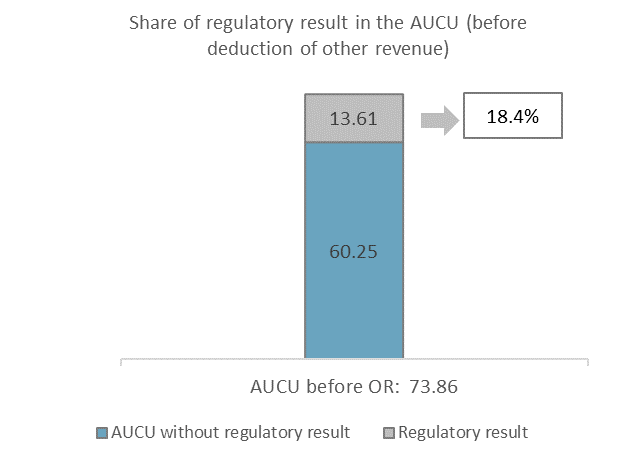 Share of regulatory result in the AUCU (before
deduction of other revenue)
13.61
18.4%
60.25
AUCU before OR: 73.86
AUCU without regulatory result
Regulatory result